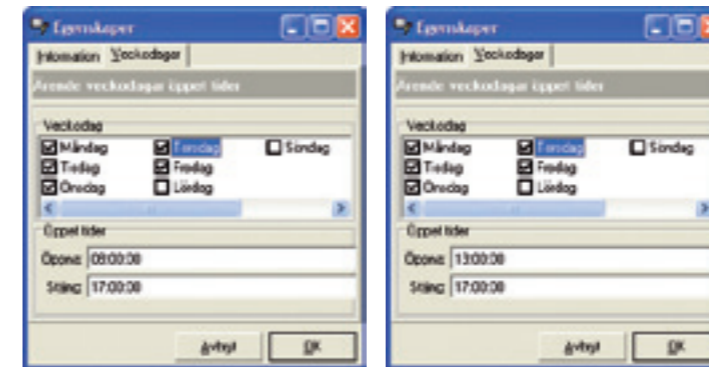 Egenskaper
Information Veckodagar
Ärende veckodagar öppet tider
Veckodag
Måndag Torsdag Söndag
Tisdag Fredag
Onsdag Lördag
Öppet tider
Öppna: 08:00:00
Stäng: 17:00:00
Avbryt OK
Egenskaper
Information Veckodagar
Ärende veckodagar öppet tider
Veckodag
Måndag Torsdag Söndag
Tisdag Fredag
Onsdag Lördag
Öppet tider
Öppna: 13:00:00
Stäng: 17:00:00
Avbryt OK